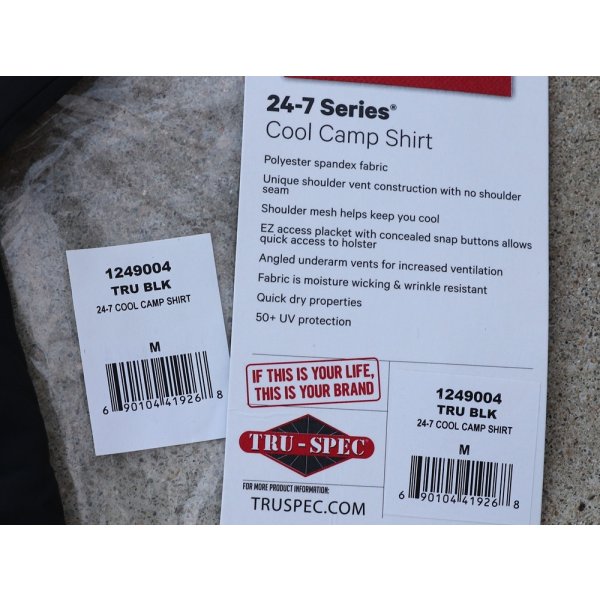 24-7 Series®
Cool Camp Shirt
Polyester spandex fabric
Unique shoulder vent construction with no shoulder
seam
Shoulder mesh helps keep you cool
EZ access placket with concealed snap buttons allows
quick access to holster
Angled underarm vents for increased ventilation
Fabric is moisture wicking & wrinkle resistant
Quick dry properties
50+ UV protection
IF THIS IS YOUR LIFE,
THIS IS YOUR BRAND
TRU-SPEC®
FOR MORE PRODUCT INFORMATION:
TRUSPEC.COM
1249004
TRU BLK
24-7 COOL CAMP SHIRT
M
6 90104 41926 8
1249004
TRU BLK
24-7 COOL CAMP SHIRT
M
6 90104 41926 8